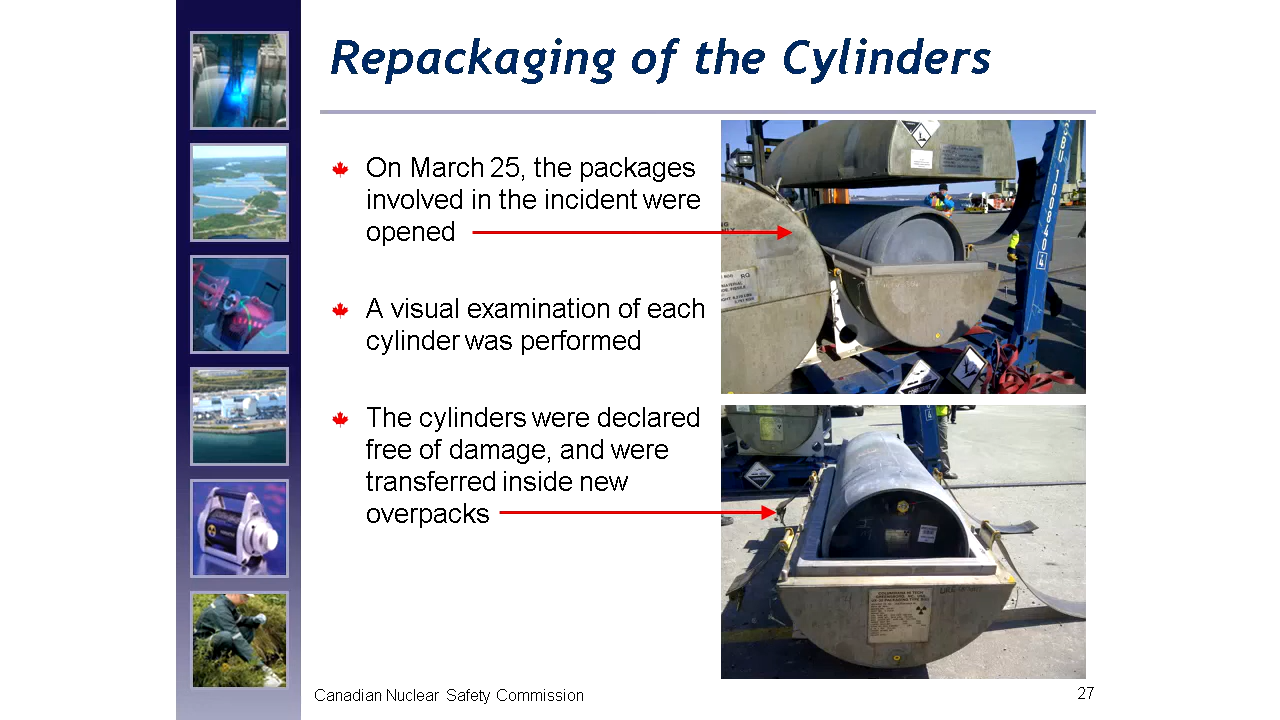 Repackaging of the Cylinders
On March 25, the packages
involved in the incident were
opened
A visual examination of each
cylinder was performed
The cylinders were declared
free of damage, and were
transferred inside new
overpacks
Canadian Nuclear Safety Commission
27